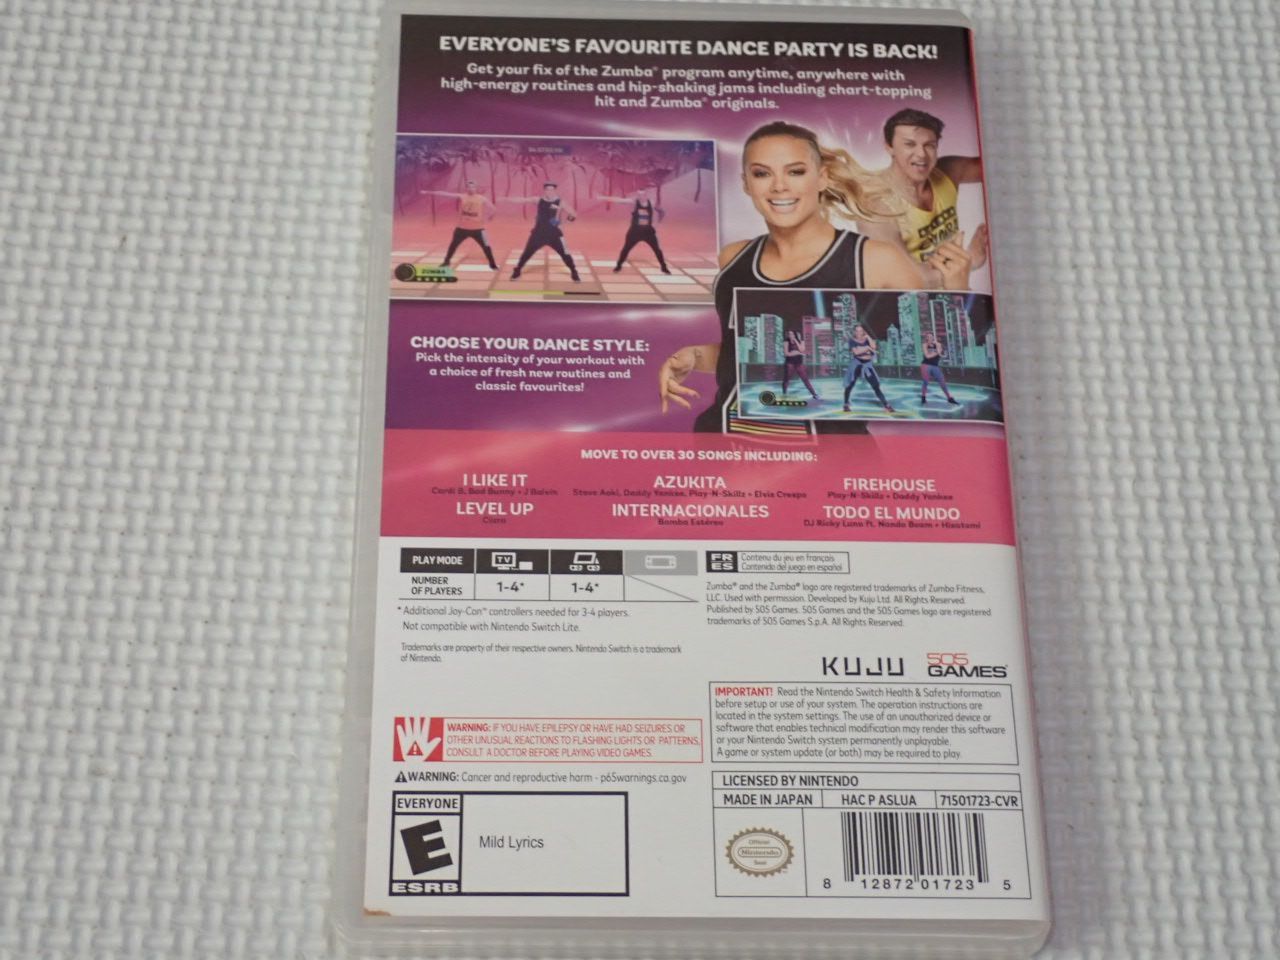 EVERYONE'S FAVOURITE DANCE PARTY IS BACK!
Get your fix of the Zumba® program anytime, anywhere with
high-energy routines and hip-shaking jams including chart-topping
hit and Zumba® originals.
ZUMBA
CHOOSE YOUR DANCE STYLE:
Pick the intensity of your workout with
a choice of fresh new routines and
classic favourites!
MOVE TO OVER 30 SONGS INCLUDING:
I LIKE IT
Cardi B, Bad Bunny + J Balvin
AZUKITA
Steve Aoki, Daddy Yankee, Play-N-Skillz + Elvis Crespo
FIREHOUSE
Play-N-Skillz + Daddy Yankee
LEVEL UP
Ciara
INTERNACIONALES
Bomba Estéreo
TODO EL MUNDO
DJ Ricky Luna ft. Nando Boom + Hisatomi
PLAY MODE
TV
NUMBER
OF PLAYERS
1-4*
1-4*
* Additional Joy-Con™ controllers needed for 3-4 players.
Not compatible with Nintendo Switch Lite.
Trademarks are property of their respective owners. Nintendo Switch is a trademark
of Nintendo.
FR Contenu du jeu en français
ES Contenido del juego en español
Zumba® and the Zumba® logo are registered trademarks of Zumba Fitness,
LLC. Used with permission. Developed by Kuju Ltd. All Rights Reserved.
Published by 505 Games. 505 Games and the 505 Games logo are registered
trademarks of 505 Games S.p.A. All Rights Reserved.
KUJU
505
GAMES
WARNING: IF YOU HAVE EPILEPSY OR HAVE HAD SEIZURES OR
OTHER UNUSUAL REACTIONS TO FLASHING LIGHTS OR PATTERNS,
CONSULT A DOCTOR BEFORE PLAYING VIDEO GAMES.
WARNING: Cancer and reproductive harm - p65warnings.ca.gov
IMPORTANT! Read the Nintendo Switch Health & Safety Information
before setup or use of your system. The operation instructions are
located in the system settings. The use of an unauthorized device or
software that enables technical modification may render this software
or your Nintendo Switch system permanently unplayable.
A game or system update (or both) may be required to play.
EVERYONE
E
ESRB
Mild Lyrics
LICENSED BY NINTENDO
MADE IN JAPAN
HAC P ASLUA
71501723-CVR
Official
Nintendo
Seal
8 12872 01723 5